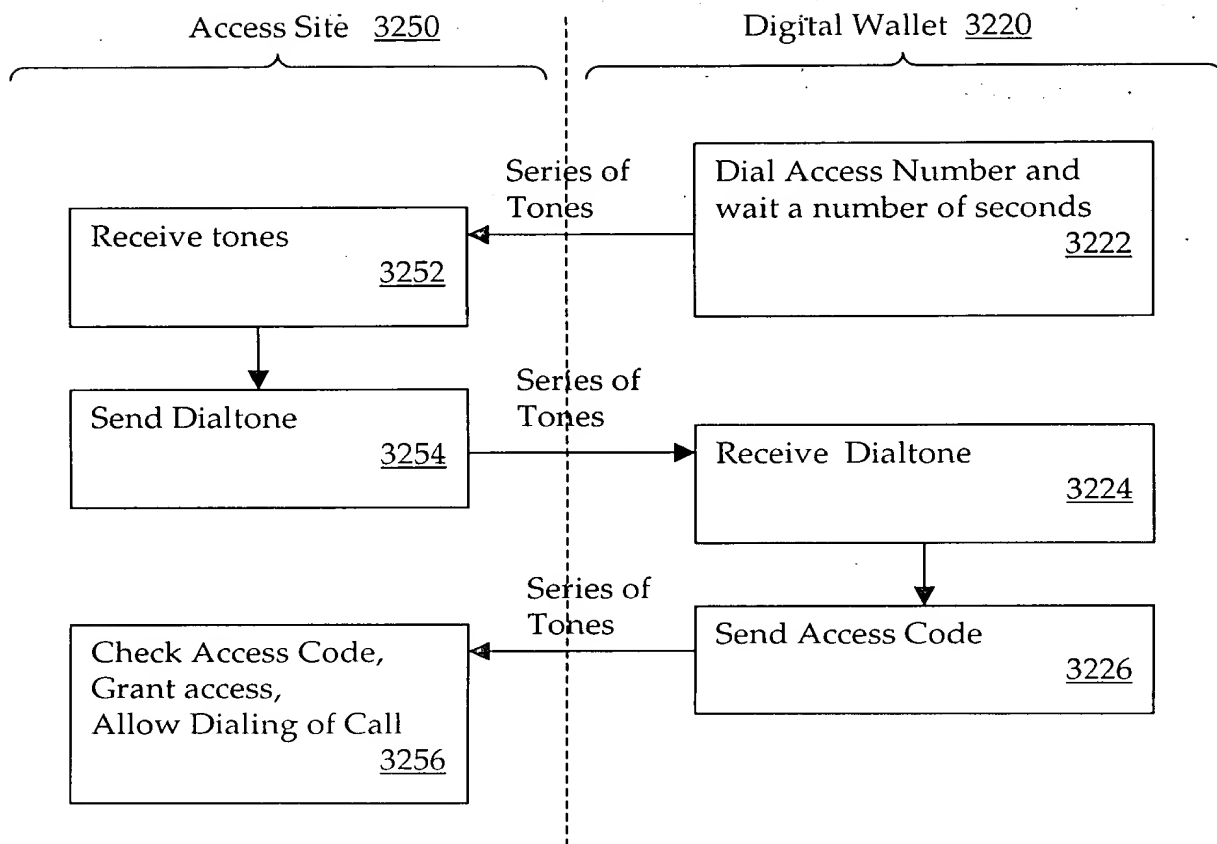 Access Site 3250
Digital Wallet 3220
Series of
Tones
Dial Access Number and
wait a number of seconds
3222
Receive tones
3252
Send Dialtone
3254
Series of
Tones
Receive Dialtone
3224
Series of
Tones
Send Access Code
3226
Check Access Code,
Grant access,
Allow Dialing of Call
3256